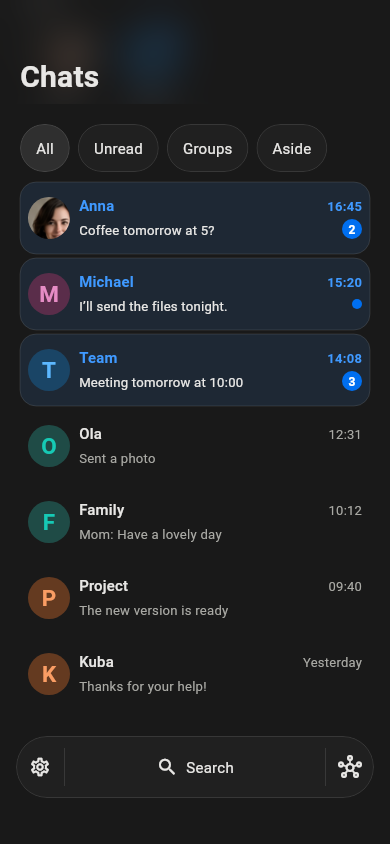 Chats
All Unread Groups Aside
Anna 16:45
Coffee tomorrow at 5? 2
M Michael 15:20
I'll send the files tonight.
T Team 14:08
Meeting tomorrow at 10:00 3
O Ola 12:31
Sent a photo
F Family 10:12
Mom: Have a lovely day
P Project 09:40
The new version is ready
K Kuba Yesterday
Thanks for your help!
Search